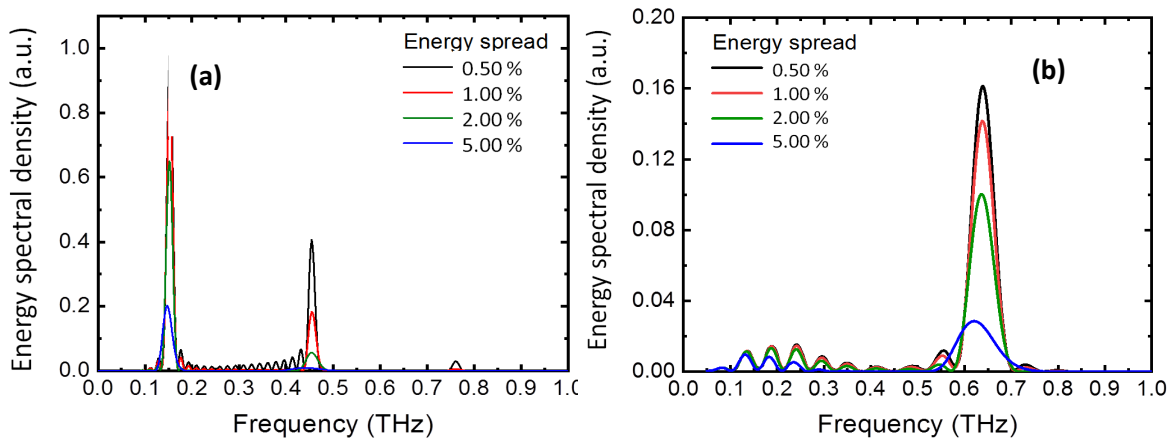 Energy spectral density (a.u.)
1.0
0.8
0.6
0.4
0.2
0.0
(a)
Energy spread
0.50 %
1.00 %
2.00 %
5.00 %
0.0 0.1 0.2 0.3 0.4 0.5 0.6 0.7 0.8 0.9 1.0
Frequency (THz)
Energy spectral density (a.u.)
0.20
0.16
0.12
0.08
0.04
0.00
Energy spread
0.50 %
1.00 %
2.00 %
5.00 %
(b)
0.0 0.1 0.2 0.3 0.4 0.5 0.6 0.7 0.8 0.9 1.0
Frequency (THz)